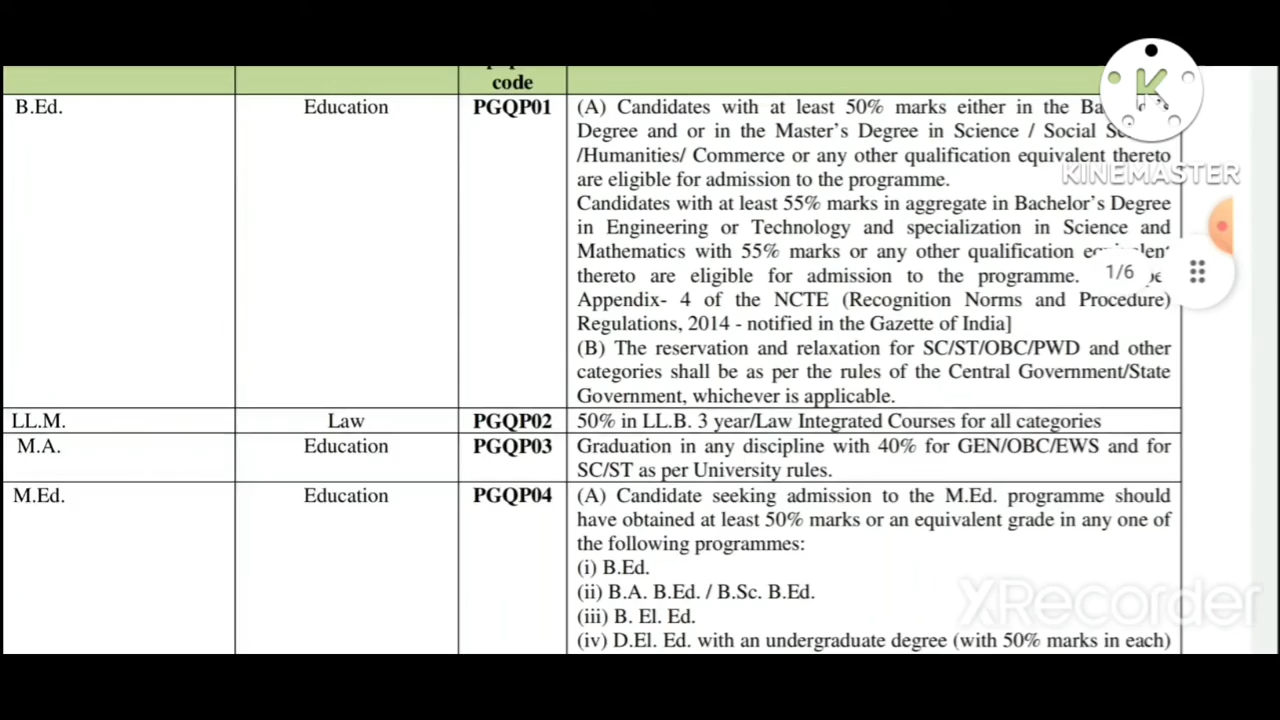 code
B.Ed.
Education
PGQP01
(A) Candidates with at least 50% marks either in the
Degree and or in the Master's Degree in Science / Social
/Humanities/ Commerce or any other qualification equivalent thereto
are eligible for admission to the programme.
Candidates with at least 55% marks in aggregate in Bachelor's Degree
in Engineering or Technology and specialization in Science and
Mathematics with 55% marks or any other qualification
thereto are eligible for admission to the programme.
Appendix- 4 of the NCTE (Recognition Norms and Procedure)
Regulations, 2014 - notified in the Gazette of India]
(B) The reservation and relaxation for SC/ST/OBC/PWD and other
categories shall be as per the rules of the Central Government/State
Government, whichever is applicable.
LL.M.
Law
PGQP02
50% in LL.B. 3 year/Law Integrated Courses for all categories
M.A.
Education
PGQP03
Graduation in any discipline with 40% for GEN/OBC/EWS and for
SC/ST as per University rules.
M.Ed.
Education
PGQP04
(A) Candidate seeking admission to the M.Ed. programme should
have obtained at least 50% marks or an equivalent grade in any one of
the following programmes:
(i) B.Ed.
(ii) B.A. B.Ed. / B.Sc. B.Ed.
(iii) B. El. Ed.
(iv) D.El. Ed. with an undergraduate degree (with 50% marks in each)
K
KINEMASTER
1/6
XRecorder